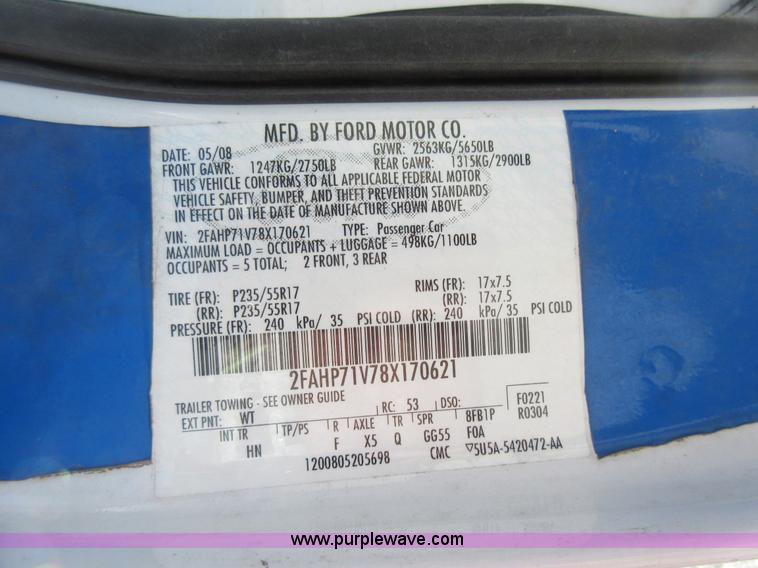 MFD. BY FORD MOTOR CO.
DATE: 05/08 GVWR: 2563KG/5650LB
FRONT GAWR: 1247KG/2750LB REAR GAWR: 1315KG/2900LB
THIS VEHICLE CONFORMS TO ALL APPLICABLE FEDERAL MOTOR
VEHICLE SAFETY, BUMPER, AND THEFT PREVENTION STANDARDS
IN EFFECT ON THE DATE OF MANUFACTURE SHOWN ABOVE.
VIN: 2FAHP71V78X170621 TYPE: Passenger Car
MAXIMUM LOAD = OCCUPANTS + LUGGAGE = 498KG/1100LB
OCCUPANTS = 5 TOTAL; 2 FRONT, 3 REAR
TIRE (FR): P235/55R17 RIMS (FR): 17x7.5
(RR): P235/55R17 (RR): 17x7.5
PRESSURE (FR): 240 kPa/ 35 PSI COLD (RR): 240 kPa/ 35 PSI COLD
2FAHP71V78X170621
TRAILER TOWING - SEE OWNER GUIDE
EXT PNT: WT RC: 53 DSO: F0221
INT TR TP/PS R AXLE TR SPR 8FB1P R0304
HN F X5 Q GG55 F0A
1200805205698 CMC ▽5U5A-5420472-AA
www.purplewave.com